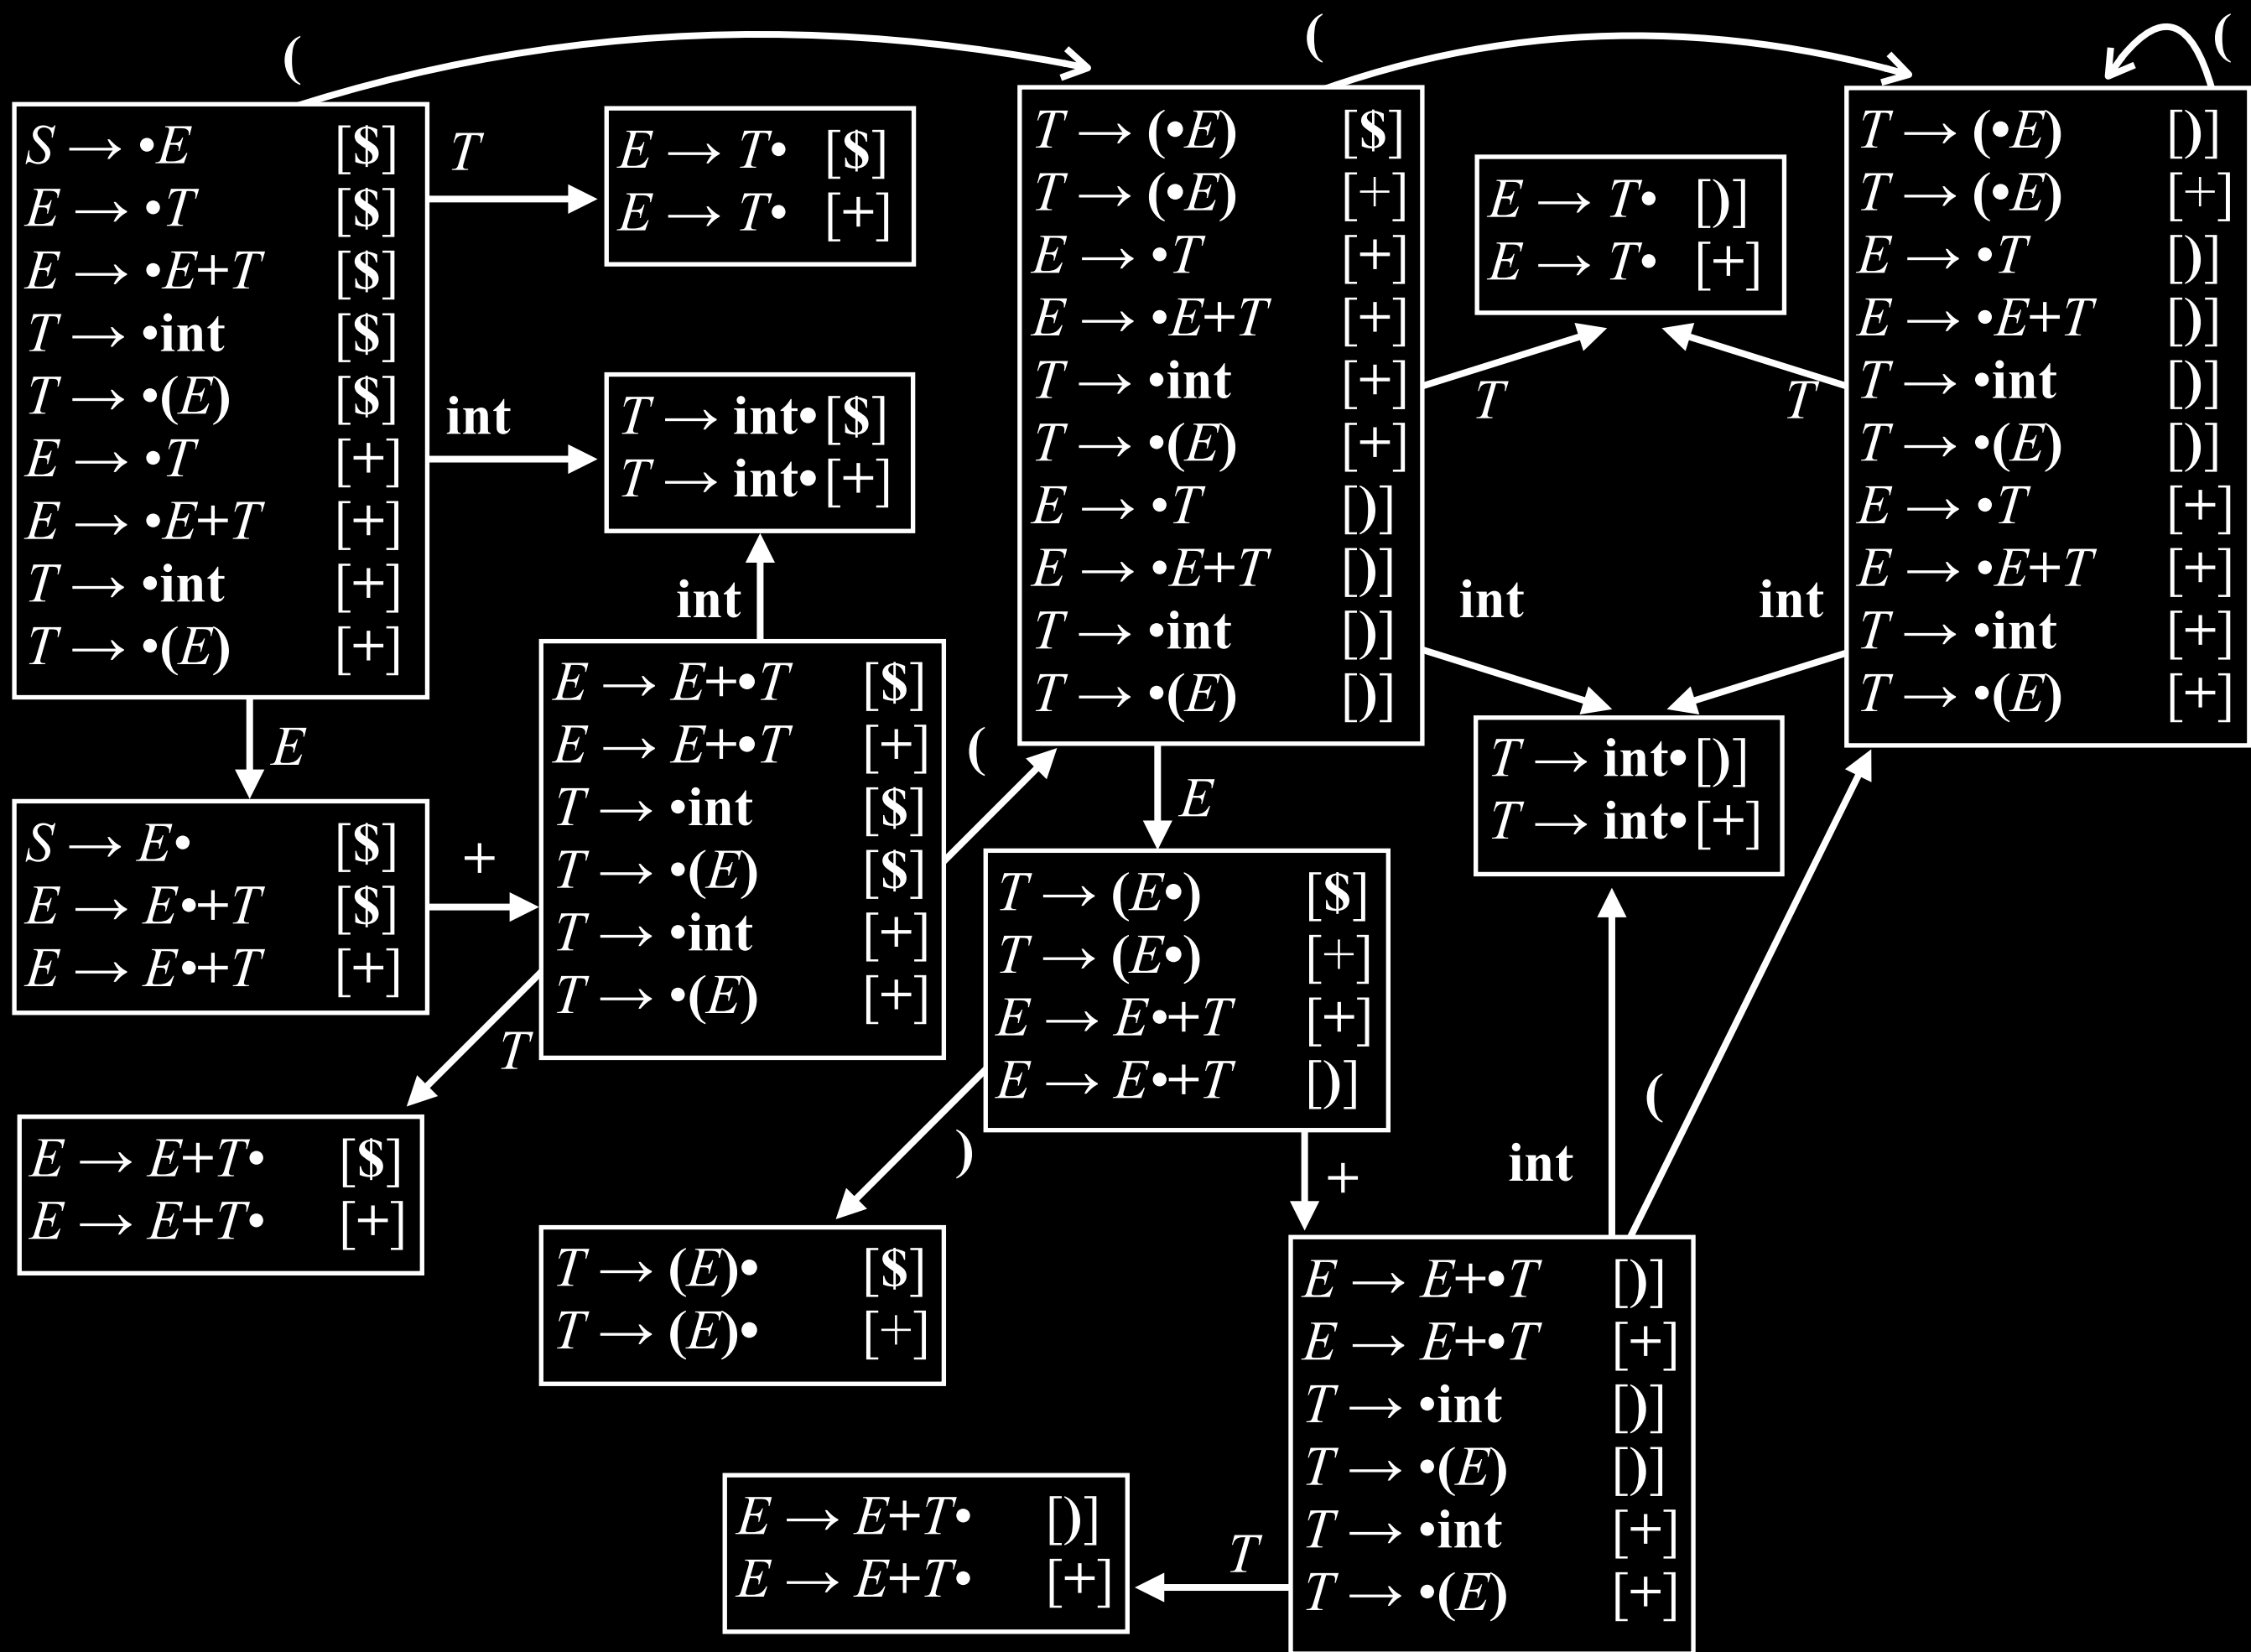 (
(
(
S → •E [$]
E → •T [$]
E → •E+T [$]
T → •int [$]
T → •(E) [$]
E → •T [+]
E → •E+T [+]
T → •int [+]
T → •(E) [+]
T
E → T• [$]
E → T• [+]
int
T → int• [$]
T → int• [+]
int
T → (•E) [$]
T → (•E) [+]
E → •T [+]
E → •E+T [+]
T → •int [+]
T → •(E) [+]
E → •T [)]
E → •E+T [)]
T → •int [)]
T → •(E) [)]
E → T• [)]
E → T• [+]
T
T
int
int
T → (•E) [)]
T → (•E) [+]
E → •T [)]
E → •E+T [)]
T → •int [)]
T → •(E) [)]
E → •T [+]
E → •E+T [+]
T → •int [+]
T → •(E) [+]
E
S → E• [$]
E → E•+T [$]
E → E•+T [+]
+
E → E+•T [$]
E → E+•T [+]
T → •int [$]
T → •(E) [$]
T → •int [+]
T → •(E) [+]
(
E
T → int• [)]
T → int• [+]
T → (E•) [$]
T → (E•) [+]
E → E•+T [+]
E → E•+T [)]
T
E → E+T• [$]
E → E+T• [+]
)
+
int
(
T → (E)• [$]
T → (E)• [+]
E → E+•T [)]
E → E+•T [+]
T → •int [)]
T → •(E) [)]
T → •int [+]
T → •(E) [+]
T
E → E+T• [)]
E → E+T• [+]